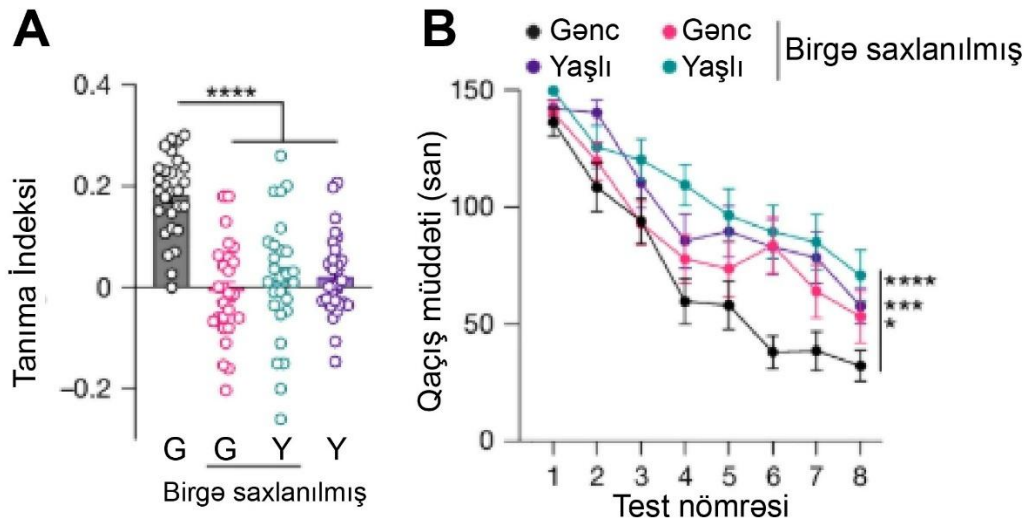 A
Tanıma İndeksi
0.4
0.2
0
–0.2
****
G G Y Y
Birgə saxlanılmış
B
Gənc Gənc
Yaşlı Yaşlı
Birgə saxlanılmış
Qaçış müddəti (san)
150
100
50
0
****
***
*
1 2 3 4 5 6 7 8
Test nömrəsi